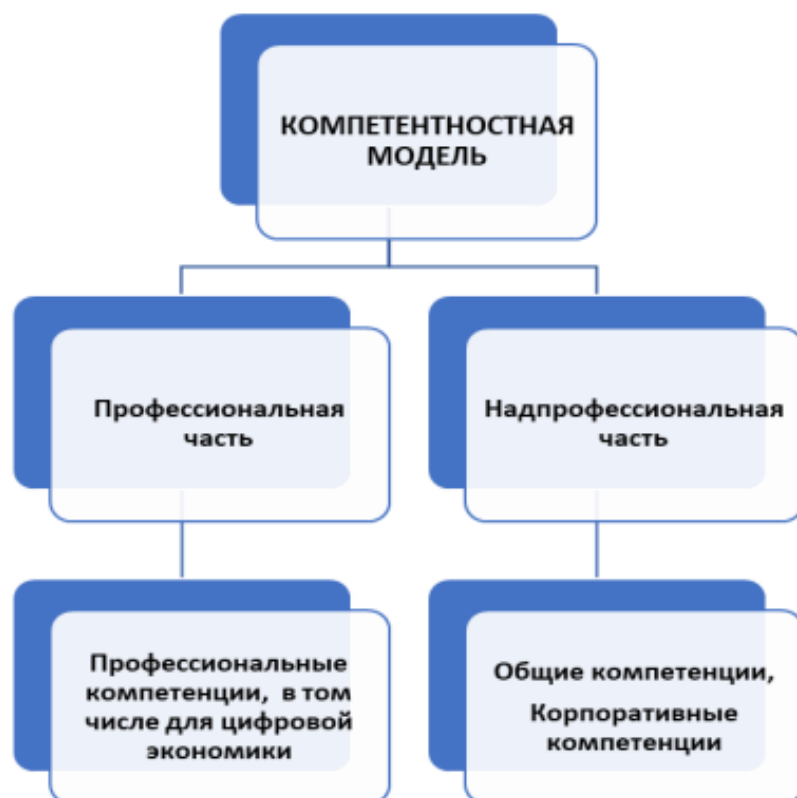 КОМПЕТЕНТНОСТНАЯ
МОДЕЛЬ
Профессиональная
часть
Надпрофессиональная
часть
Профессиональные
компетенции, в том
числе для цифровой
экономики
Общие компетенции,
Корпоративные
компетенции